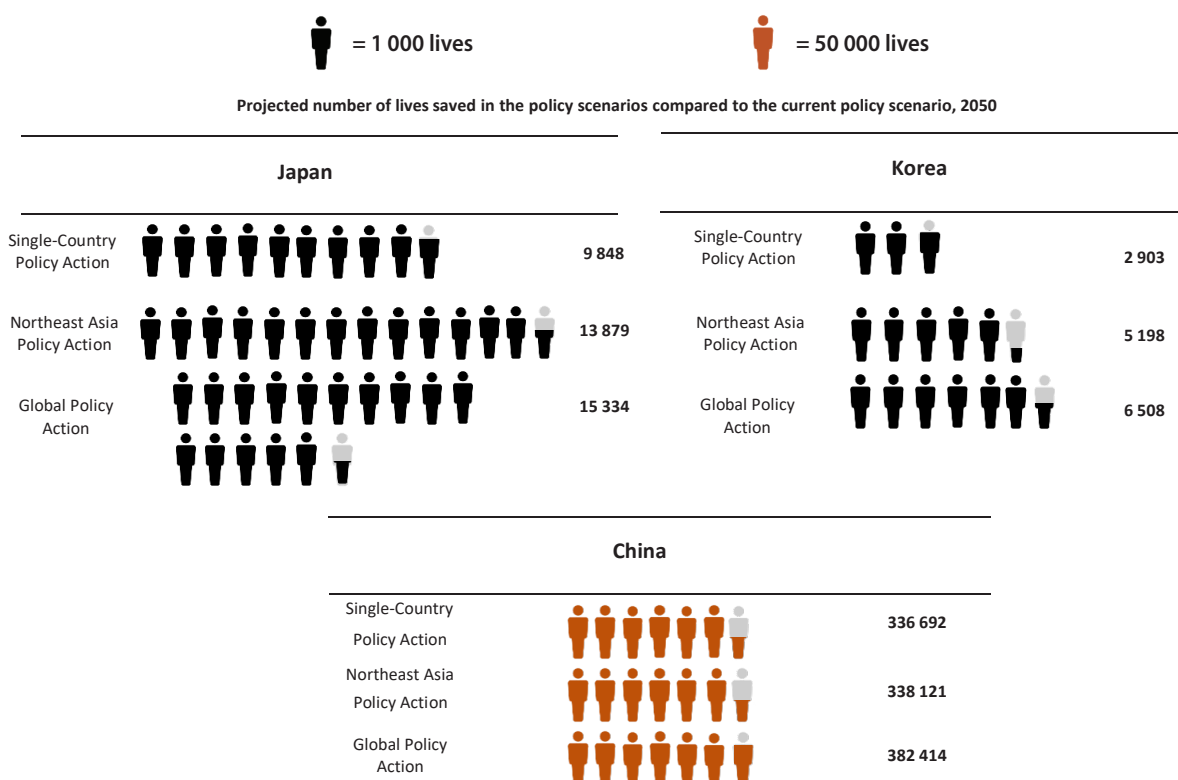 = 1 000 lives
= 50 000 lives
Projected number of lives saved in the policy scenarios compared to the current policy scenario, 2050
Japan
Single-Country
Policy Action
9 848
Northeast Asia
Policy Action
13 879
Global Policy
Action
15 334
Korea
Single-Country
Policy Action
2 903
Northeast Asia
Policy Action
5 198
Global Policy
Action
6 508
China
Single-Country
Policy Action
336 692
Northeast Asia
Policy Action
338 121
Global Policy
Action
382 414